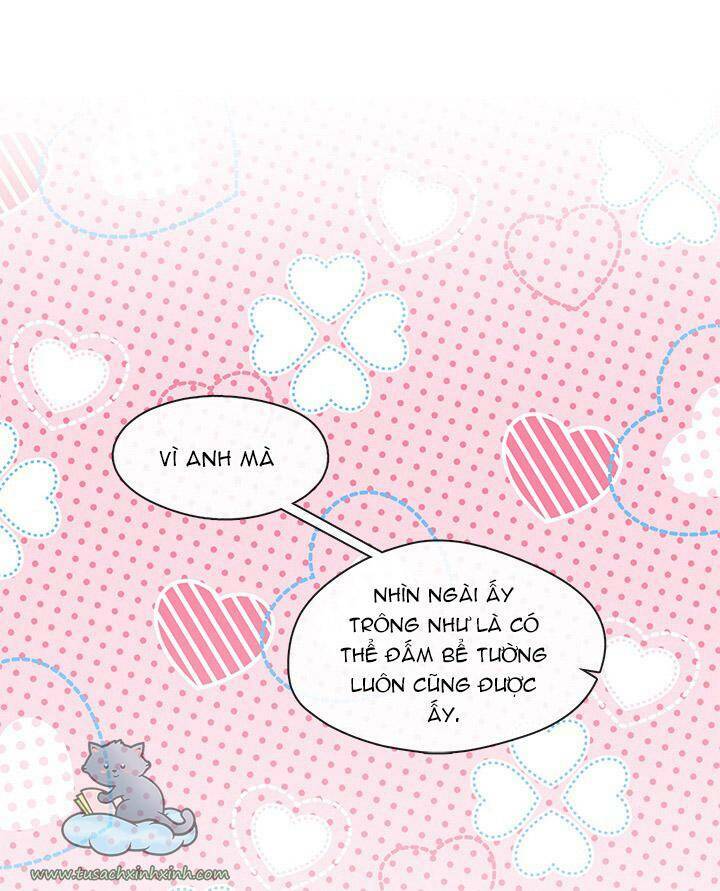 VÌ ANH MÀ
NHÌN NGÀI ẤY
TRÔNG NHƯ LÀ CÓ
THỂ ĐẤM BỂ TƯỜNG
LUÔN CŨNG ĐƯỢC
ẤY.
www.tusachxinhxinh.com